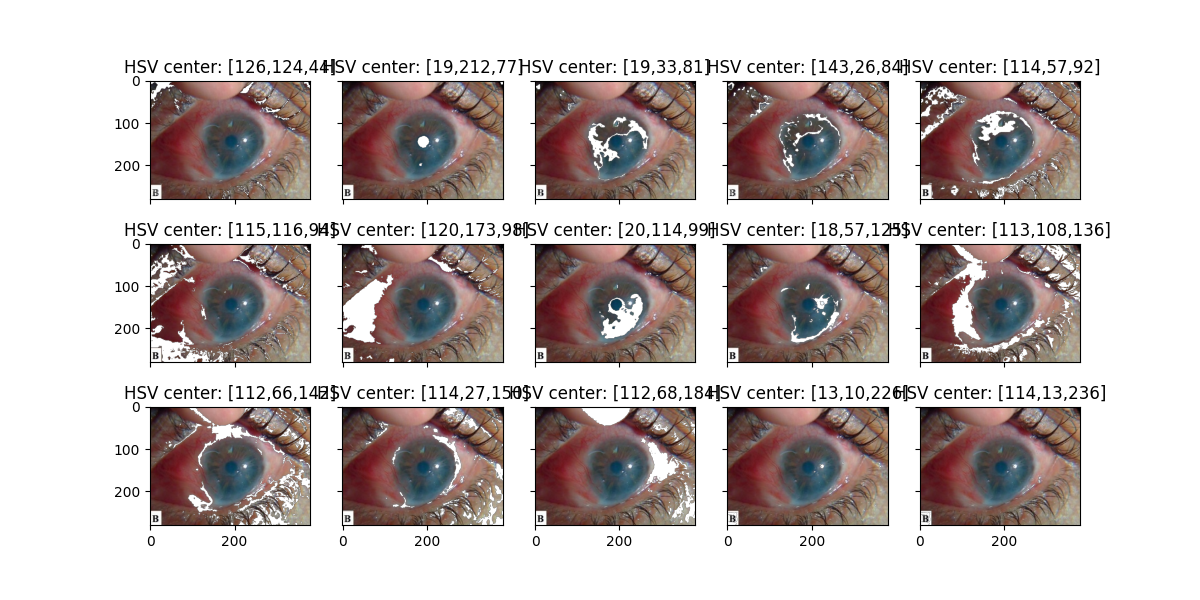 HSV center: [126,124,44]
HSV center: [19,212,77]
HSV center: [19,33,81]
HSV center: [143,26,84]
HSV center: [114,57,92]
0
100
200
B
B
B
B
B
HSV center: [115,116,94]
HSV center: [120,173,98]
HSV center: [20,114,99]
HSV center: [18,57,125]
HSV center: [113,108,136]
0
100
200
B
B
B
B
B
HSV center: [112,66,142]
HSV center: [114,27,150]
HSV center: [112,68,184]
HSV center: [13,10,226]
HSV center: [114,13,236]
0
100
200
B
B
B
B
B
0 200
0 200
0 200
0 200
0 200